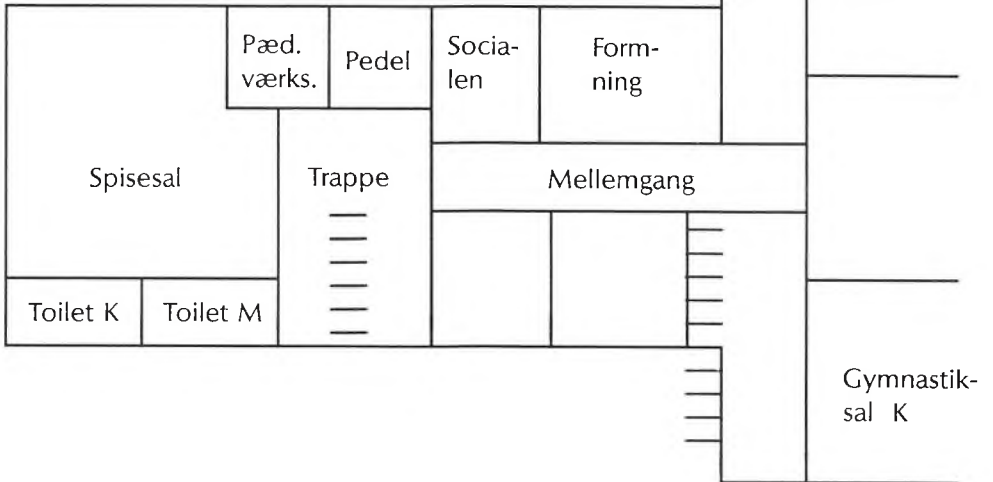 Pæd.
værks.
Pedel
Socia-
len
Form-
ning
Spisesal
Trappe
Mellemgang
Toilet K
Toilet M
Gymnastik-
sal K